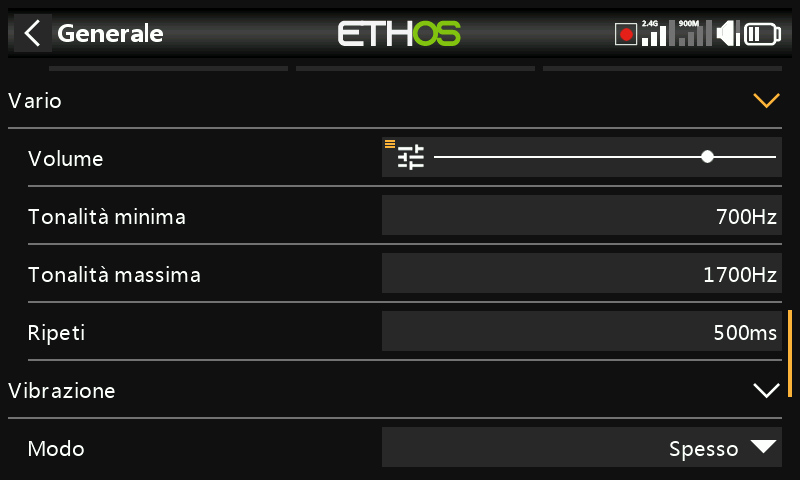 Generale
ETHOS
2.4G
900M
Vario
Volume
Tonalità minima
700Hz
Tonalità massima
1700Hz
Ripeti
500ms
Vibrazione
Modo
Spesso